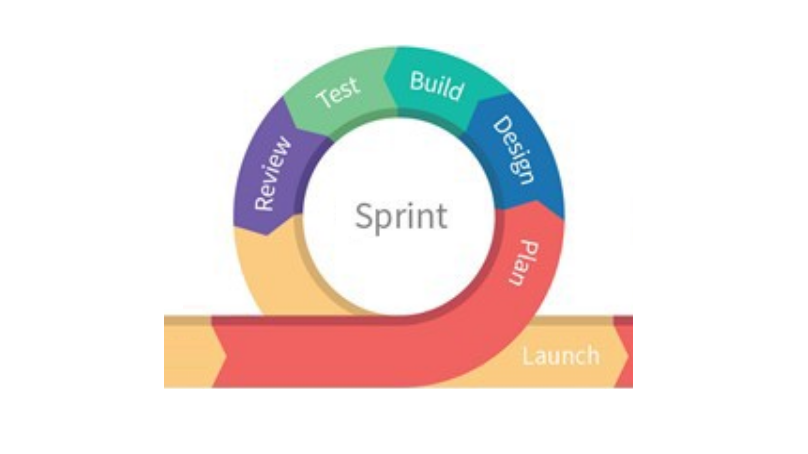 Test
Build
Design
Review
Sprint
Plan
Launch